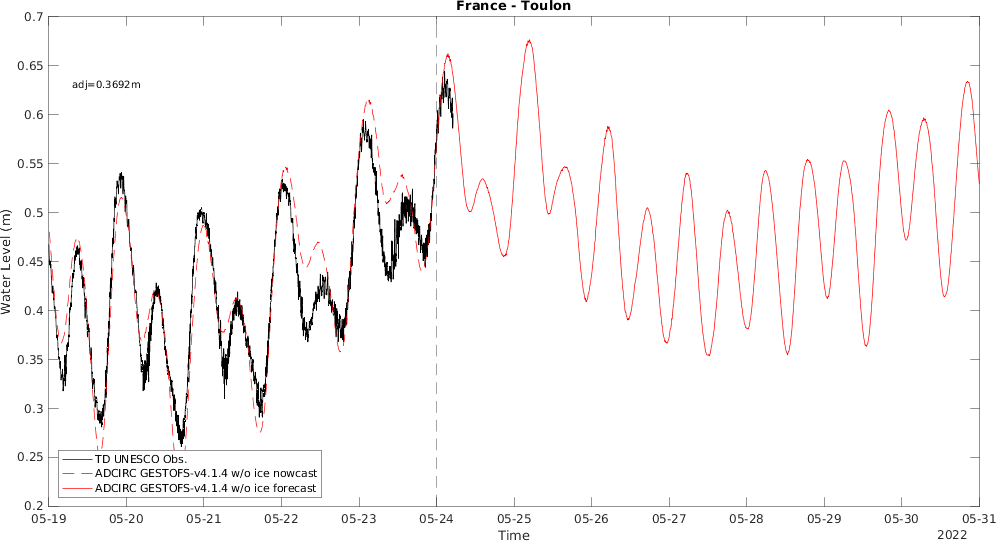 France - Toulon
adj=0.3692m
Water Level (m)
0.7
0.65
0.6
0.55
0.5
0.45
0.4
0.35
0.3
0.25
0.2
TD UNESCO Obs.
ADCIRC GESTOFS-v4.1.4 w/o ice nowcast
ADCIRC GESTOFS-v4.1.4 w/o ice forecast
05-19 05-20 05-21 05-22 05-23 05-24 05-25 05-26 05-27 05-28 05-29 05-30 05-31
Time
2022